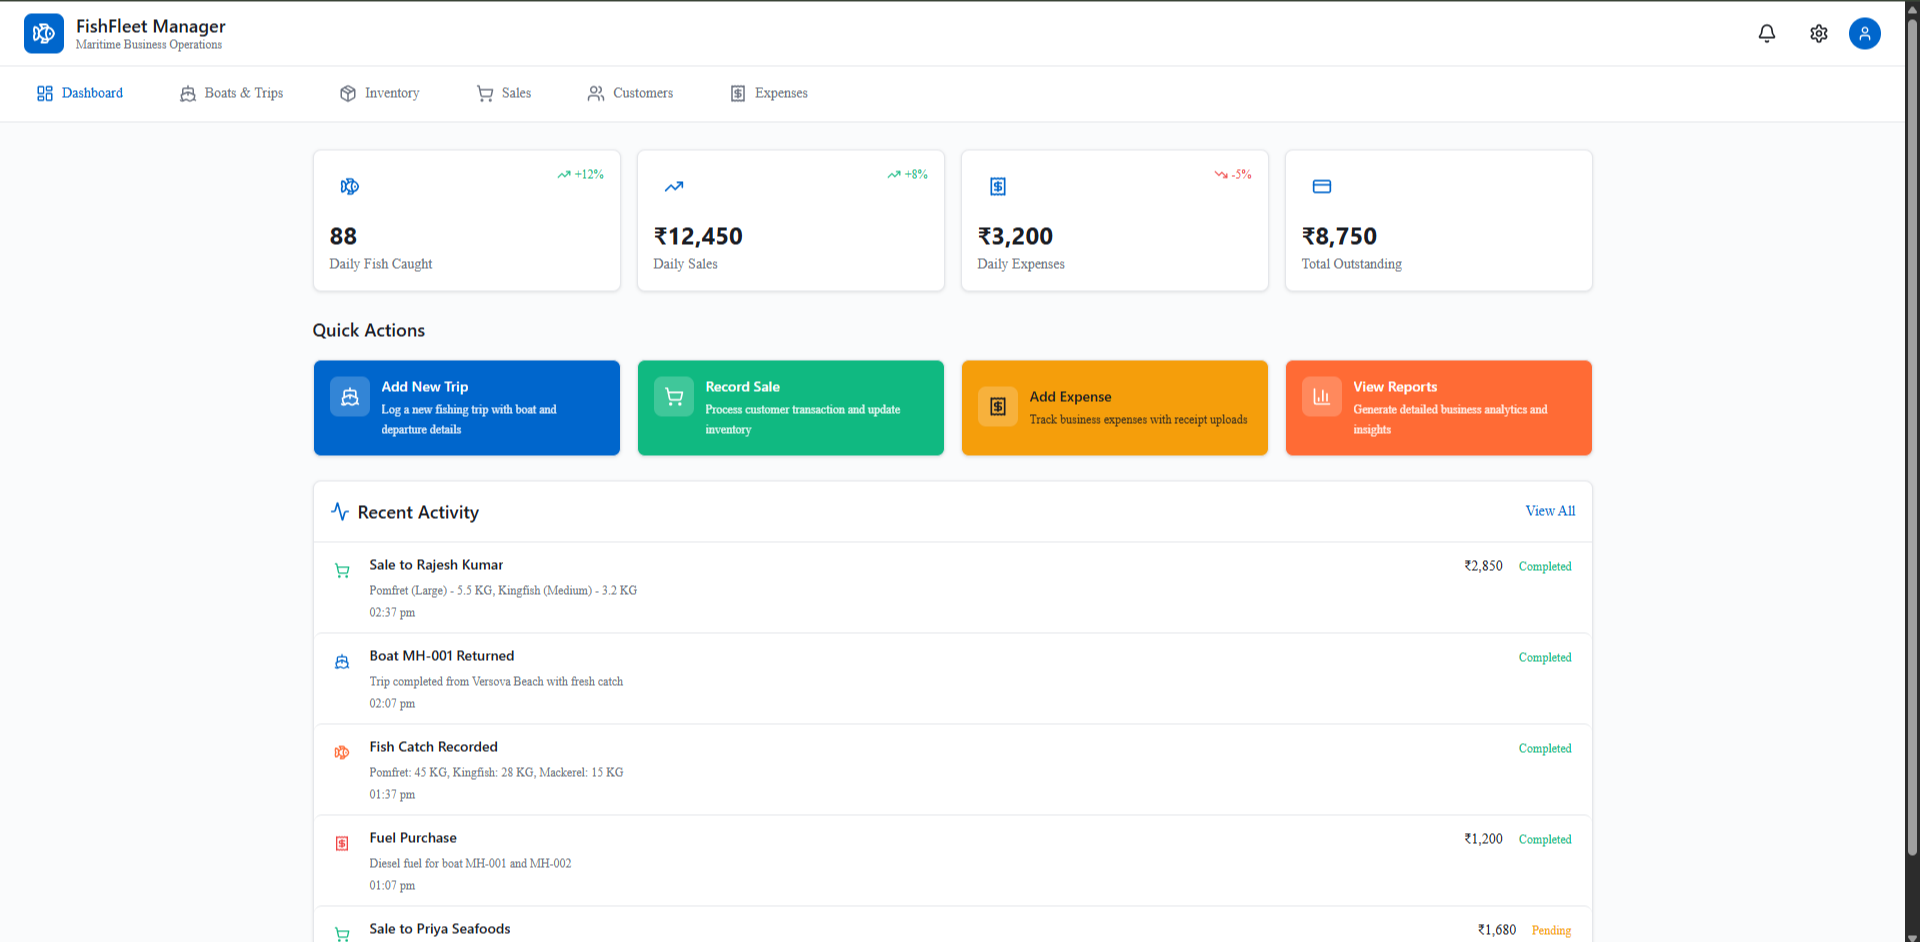 FishFleet Manager
Maritime Business Operations
Dashboard
Boats & Trips
Inventory
Sales
Customers
Expenses
+12%
88
Daily Fish Caught
+8%
₹12,450
Daily Sales
-5%
₹3,200
Daily Expenses
₹8,750
Total Outstanding
Quick Actions
Add New Trip
Log a new fishing trip with boat and
departure details
Record Sale
Process customer transaction and update
inventory
Add Expense
Track business expenses with receipt uploads
View Reports
Generate detailed business analytics and
insights
Recent Activity
View All
Sale to Rajesh Kumar
₹2,850 Completed
Pomfret (Large) - 5.5 KG, Kingfish (Medium) - 3.2 KG
02:37 pm
Boat MH-001 Returned
Completed
Trip completed from Versova Beach with fresh catch
02:07 pm
Fish Catch Recorded
Completed
Pomfret: 45 KG, Kingfish: 28 KG, Mackerel: 15 KG
01:37 pm
Fuel Purchase
₹1,200 Completed
Diesel fuel for boat MH-001 and MH-002
01:07 pm
Sale to Priya Seafoods
₹1,680 Pending